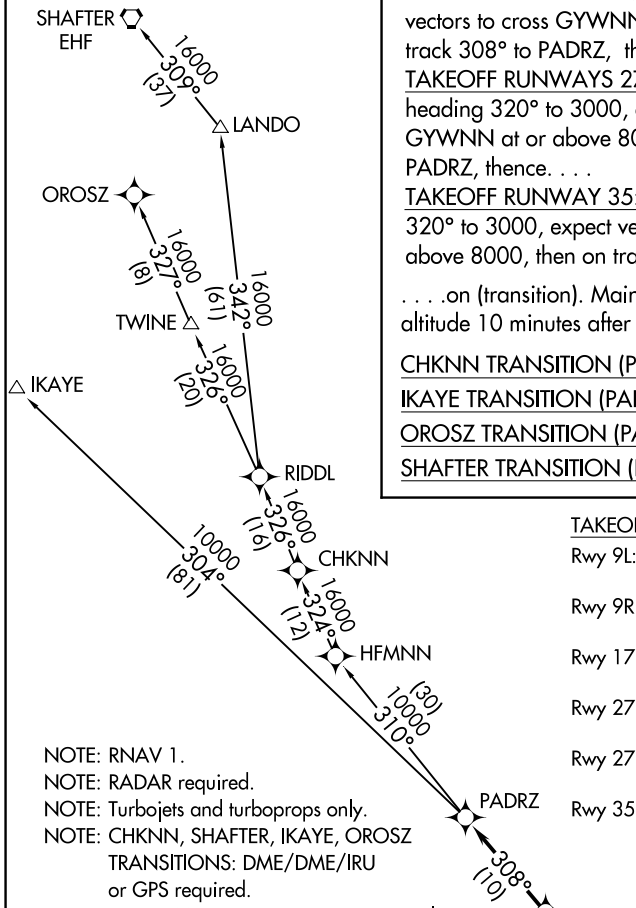 SHAFTER
EHF
16000
309°
(37)
LANDO
OROSZ
16000
327°
(8)
16000
342°
(61)
TWINE
16000
326°
(20)
IKAYE
RIDDL
16000
326°
(16)
CHKNN
10000
304°
(81)
16000
324°
(12)
HFMNN
(30)
10000
310°
PADRZ
308°
(10)
NOTE: RNAV 1.
NOTE: RADAR required.
NOTE: Turbojets and turboprops only.
NOTE: CHKNN, SHAFTER, IKAYE, OROSZ
TRANSITIONS: DME/DME/IRU
or GPS required.
vectors to cross GYWNN
track 308° to PADRZ, th
TAKEOFF RUNWAYS 27
heading 320° to 3000,
GYWNN at or above 80
PADRZ, thence. . . .
TAKEOFF RUNWAY 35:
320° to 3000, expect ve
above 8000, then on tra
. . . .on (transition). Main
altitude 10 minutes after
CHKNN TRANSITION (P
IKAYE TRANSITION (PA
OROSZ TRANSITION (PA
SHAFTER TRANSITION (
TAKEO
Rwy 9L:
Rwy 9R
Rwy 17
Rwy 27
Rwy 27
Rwy 35